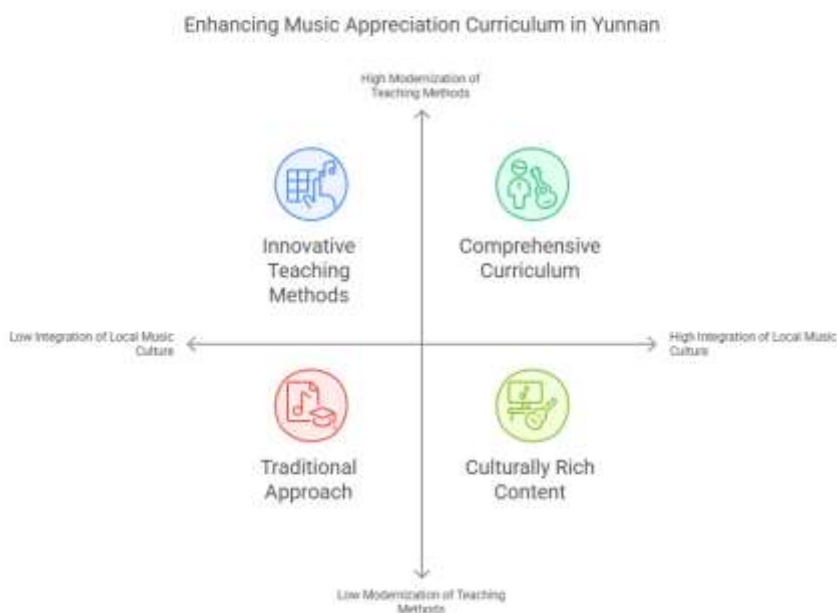 Enhancing Music Appreciation Curriculum in Yunnan
High Modernization of
Teaching Methods
Innovative
Teaching
Methods
Comprehensive
Curriculum
Low Integration of Local Music
Culture
High Integration of Local Music
Culture
Traditional
Approach
Culturally Rich
Content
Low Modernization of Teaching
Methods